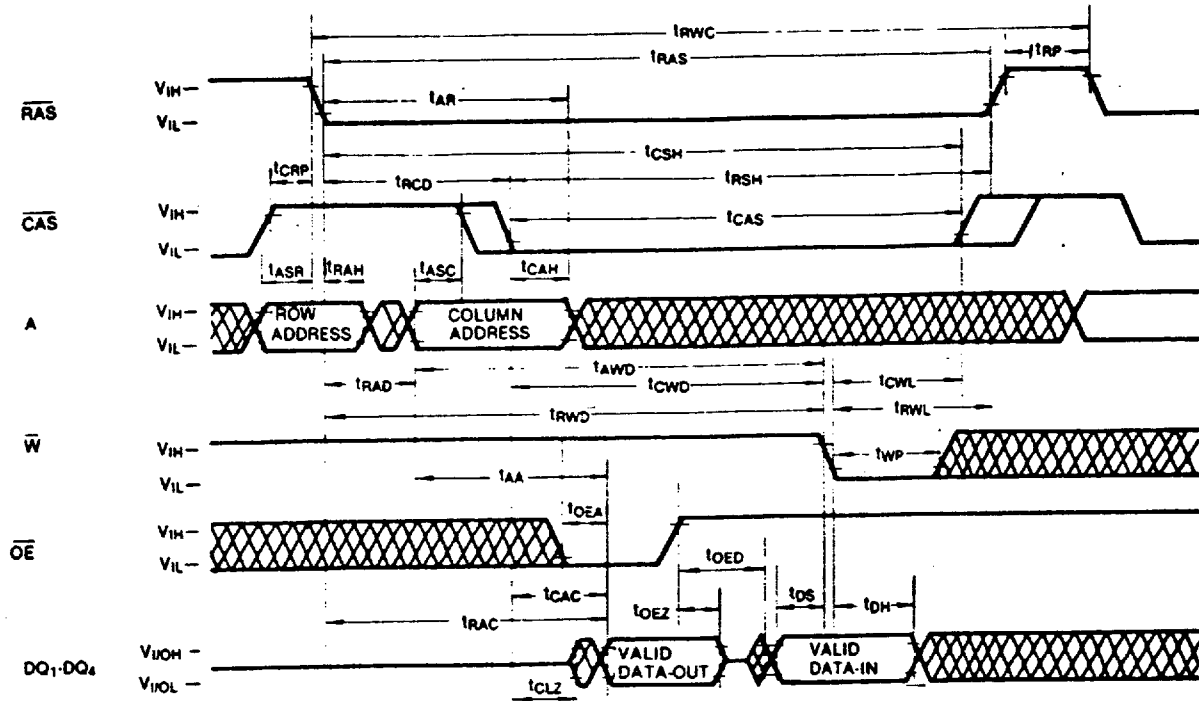 tRWC
tRAS
tRP
RAS
VIH
VIL
tAR
tCSH
tCRP
tRCD
tRSH
CAS
VIH
VIL
tCAS
tASR
tRAH
tASC
tCAH
A
VIH
VIL
ROW
ADDRESS
COLUMN
ADDRESS
tAWD
tRAD
tCWD
tCWL
tRWD
tRWL
W
VIH
VIL
tWP
tAA
tOEA
OE
VIH
VIL
tOED
tCAC
tOEZ
tDS
tDH
tRAC
DQ1-DQ4
VI/OH
VI/OL
VALID
DATA-OUT
VALID
DATA-IN
tCLZ